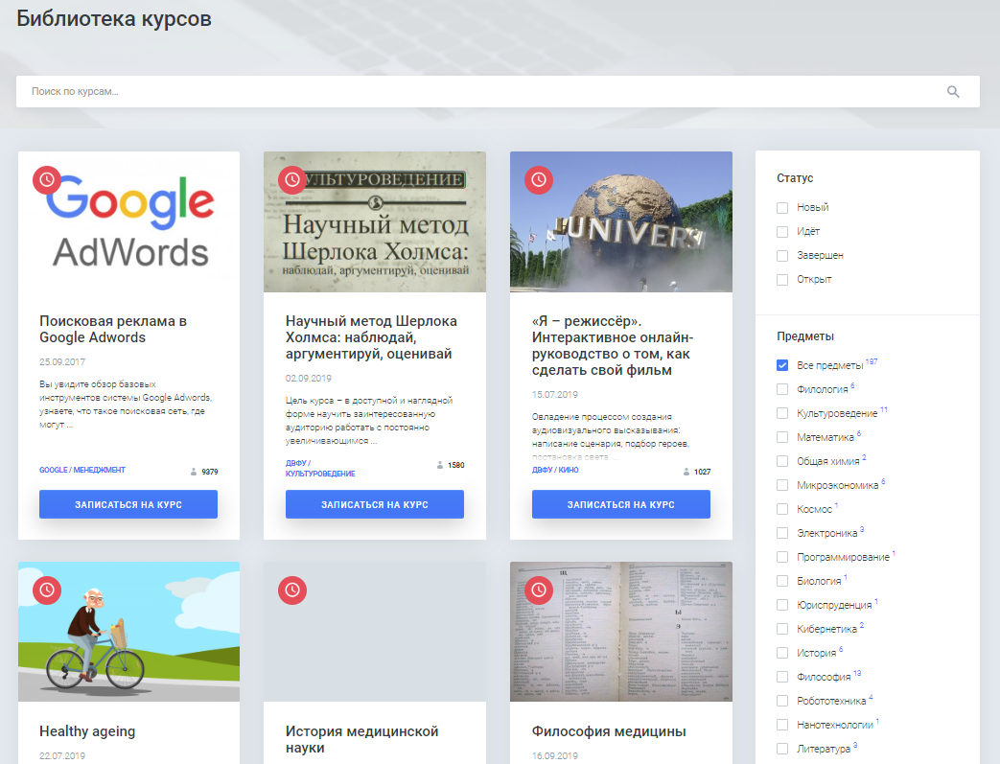 Библиотека курсов
Поиск по курсам...
Google
AdWords
Поисковая реклама в
Google Adwords
25.09.2017
Вы увидите обзор базовых
инструментов системы Google Adwords,
узнаете, что такое поисковая сеть, где
могут ...
GOOGLE / МЕНЕДЖМЕНТ
9379
ЗАПИСАТЬСЯ НА КУРС
УЛЬТУРОВЕДЕНИЕ
Научный метод
Шерлока Холмса:
наблюдай, аргументируй, оценивай
Научный метод Шерлока
Холмса: наблюдай,
аргументируй, оценивай
02.09.2019
Цель курса – в доступной и наглядной
форме научить заинтересованную
аудиторию работать с постоянно
увеличивающимся ...
ДВФУ /
КУЛЬТУРОВЕДЕНИЕ
1580
ЗАПИСАТЬСЯ НА КУРС
UNIVERS
«Я – режиссёр».
Интерактивное онлайн-
руководство о том, как
сделать свой фильм
15.07.2019
Овладение процессом создания
аудиовизуального высказывания:
написание сценария, подбор героев,
постановка света ...
ДВФУ / КИНО
1027
ЗАПИСАТЬСЯ НА КУРС
Healthy ageing
22.07.2019
История медицинской
науки
Щ
Ы
Э
Философия медицины
16.09.2019
Статус
Новый
Идёт
Завершен
Открыт
Предметы
Все предметы 187
Филология 6
Культуроведение 11
Математика 6
Общая химия 2
Микроэкономика 6
Космос 1
Электроника 3
Программирование 1
Биология 1
Юриспруденция 1
Кибернетика 2
История 6
Философия 13
Робототехника 4
Нанотехнологии 1
Литература 3